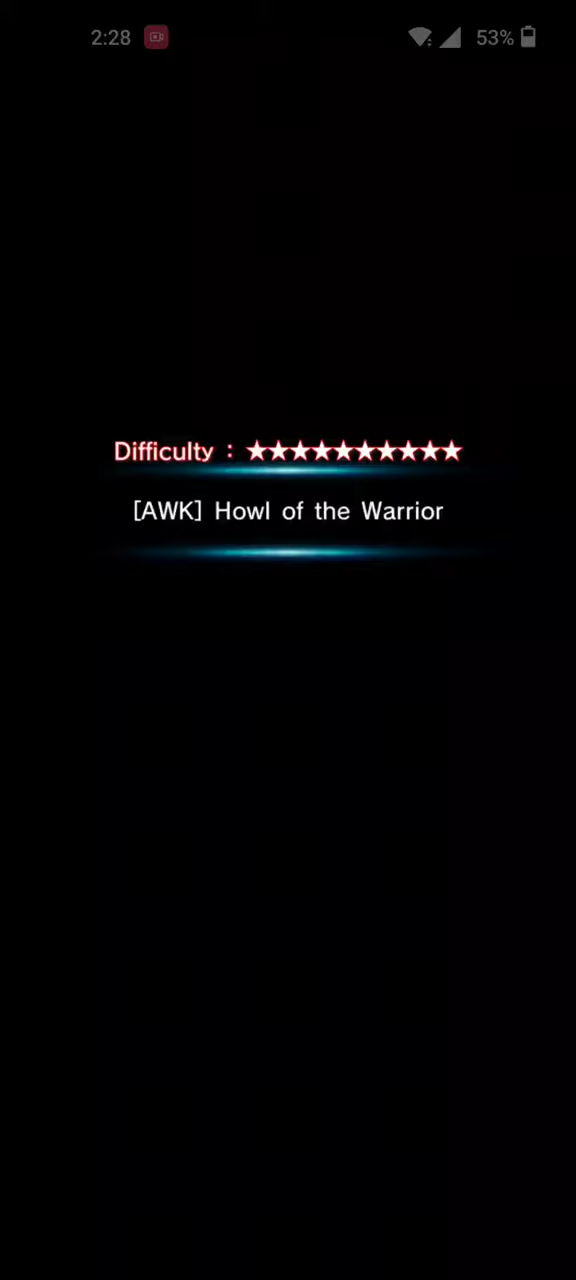 2:28 53%
Difficulty : ★★★★★★★★★★
[AWK] Howl of the Warrior